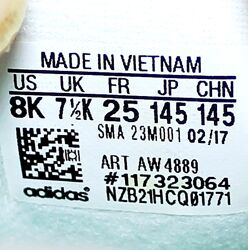 MADE IN VIETNAM
US UK FR JP CHN
8K 7½K 25 145 145
SMA 23M001 02/17
ART AW4889
#117323064
adidas NZB21HCQ01771